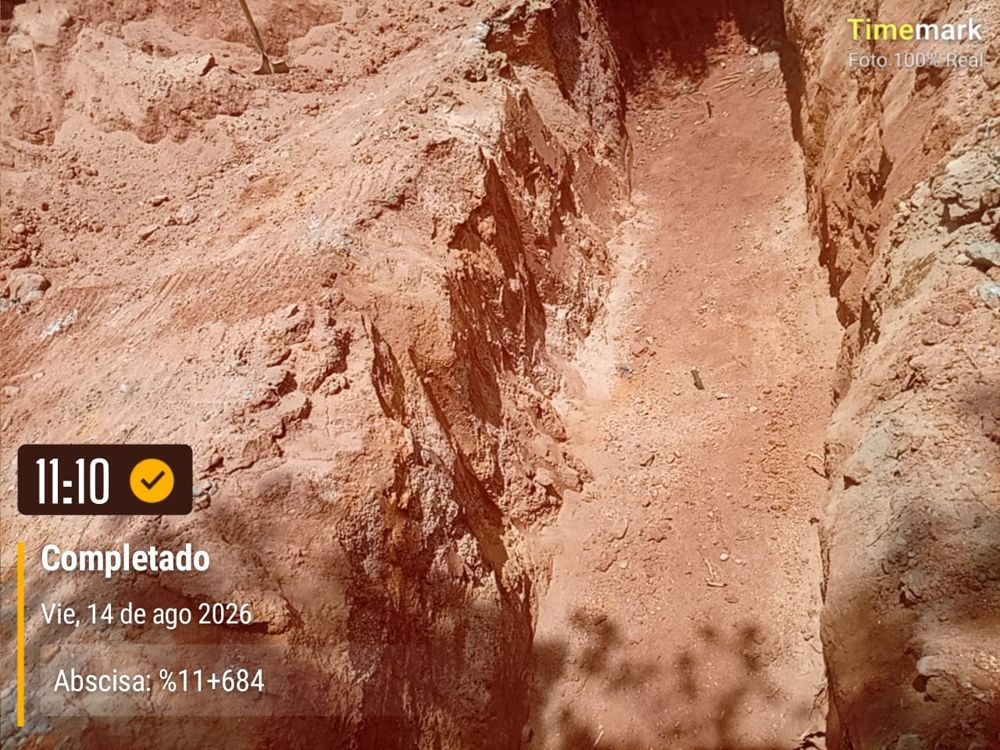 Timemark
Foto 100% Real
11:10
Completado
Vie, 14 de ago 2026
Abscisa: %11+684